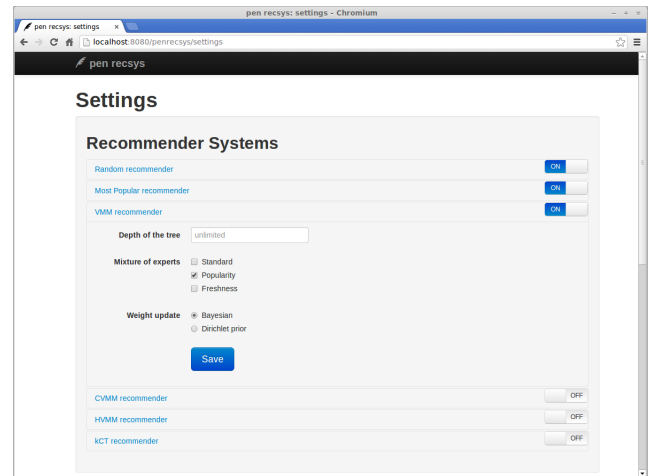 pen recsys: settings - Chromium
pen recsys: settings
localhost:8080/penrecsys/settings
pen recsys
Settings
Recommender Systems
Random recommender ON
Most Popular recommender ON
VMM recommender ON
Depth of the tree unlimited
Mixture of experts Standard
Popularity
Freshness
Weight update Bayesian
Dirichlet prior
Save
CVMM recommender OFF
HVMM recommender OFF
kCT recommender OFF